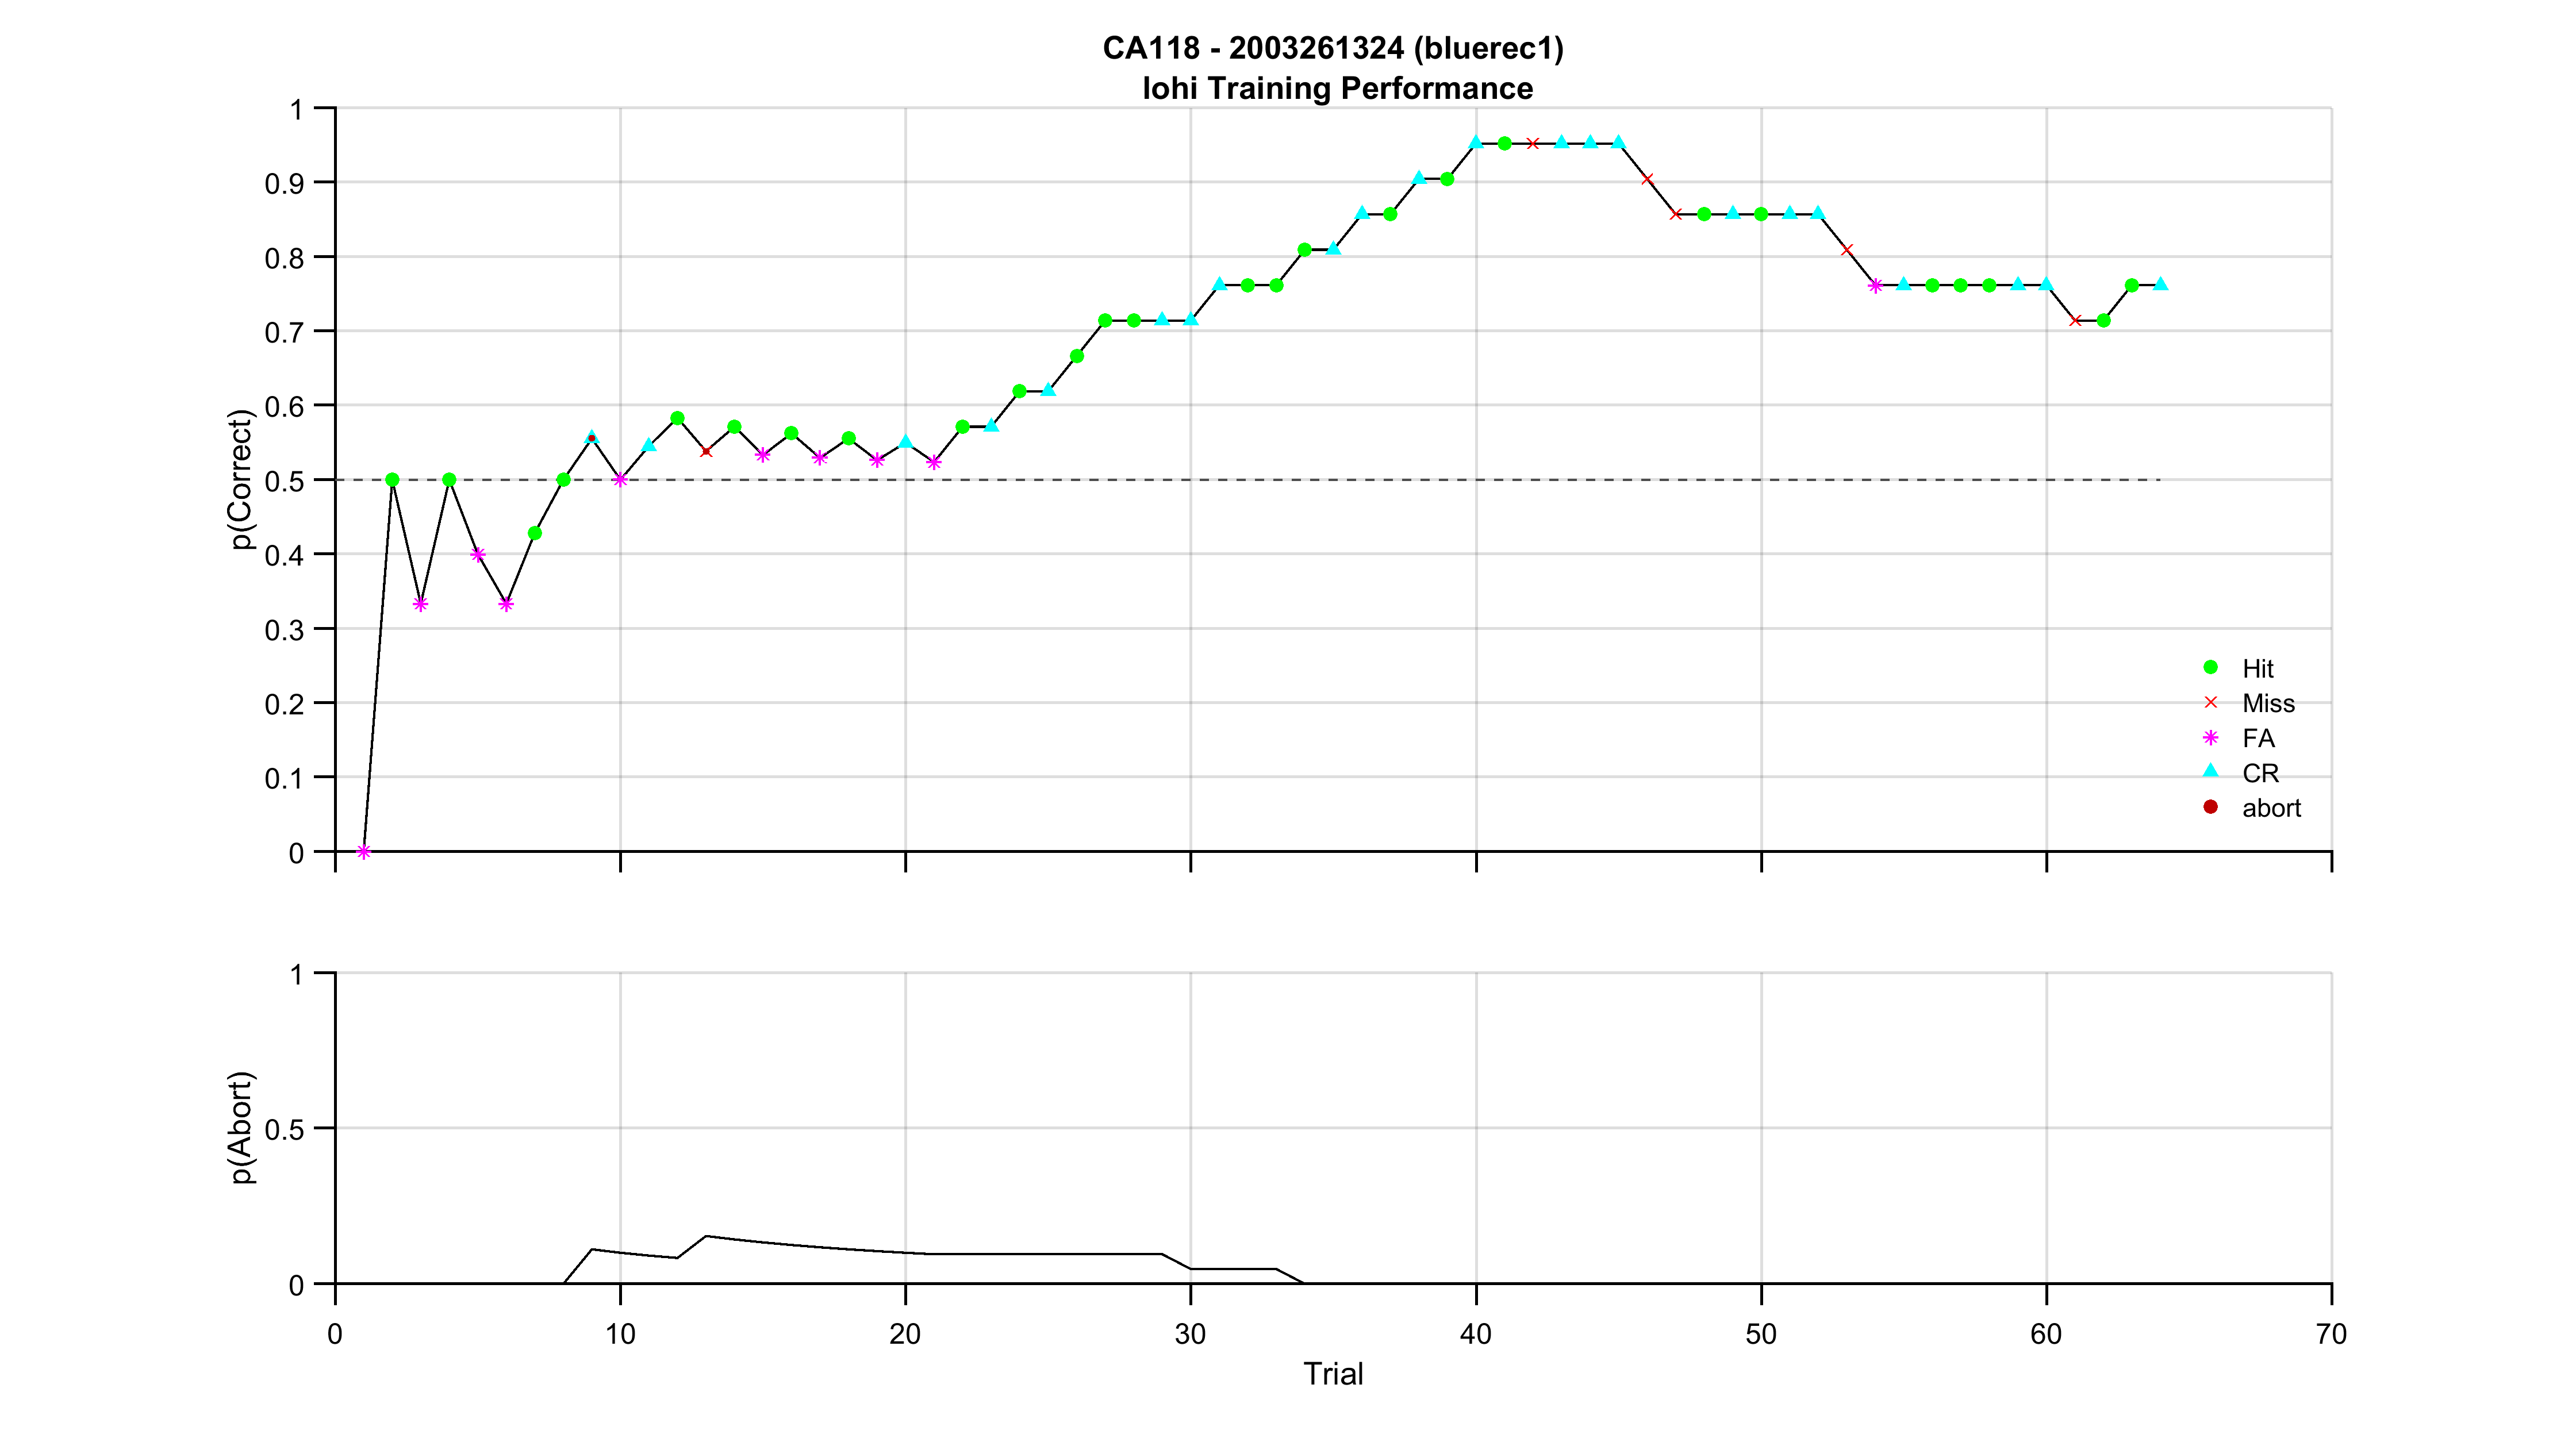 CA118 - 2003261324 (bluerec1)
lohi Training Performance
p(Correct)
1
0.9
0.8
0.7
0.6
0.5
0.4
0.3
0.2
0.1
0
Hit
Miss
FA
CR
abort
p(Abort)
1
0.5
0
0 10 20 30 40 50 60 70
Trial